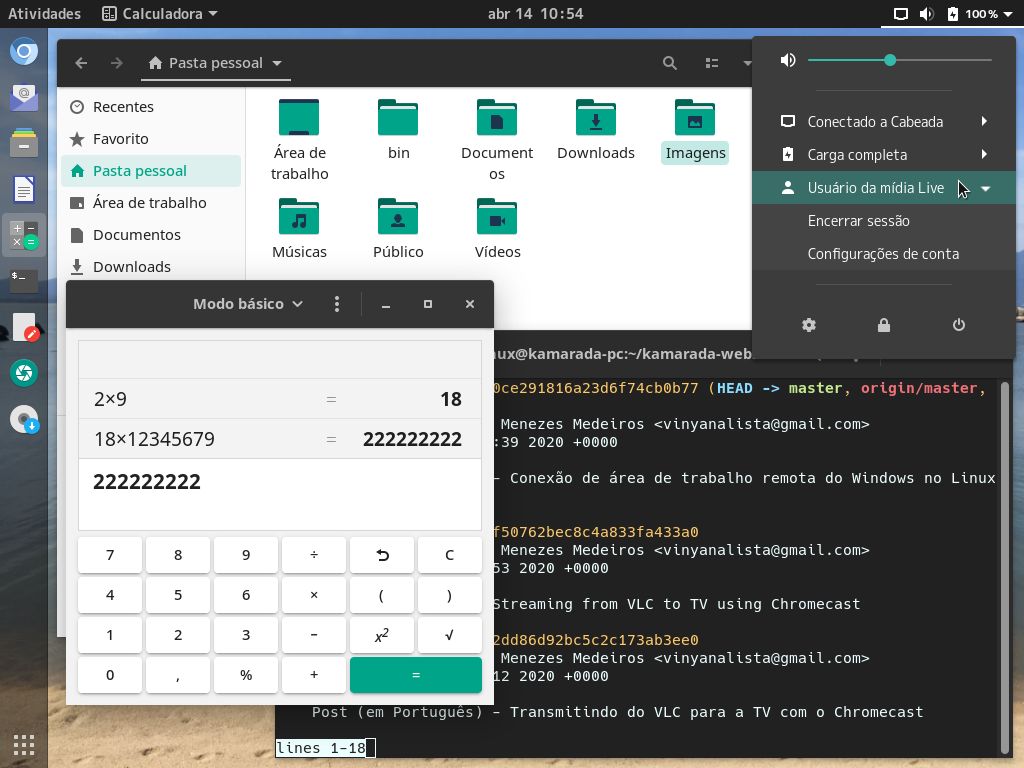 Atividades
Calculadora
abr 14 10:54
100 %
Pasta pessoal
Recentes
Favorito
Pasta pessoal
Área de trabalho
Documentos
Downloads
Área de
trabalho
bin
Document
os
Downloads
Imagens
Músicas
Público
Vídeos
Conectado a Cabeada
Carga completa
Usuário da mídia Live
Encerrar sessão
Configurações de conta
Modo básico
2×9 = 18
18×12345679 = 222222222
222222222
7 8 9 ÷ C
4 5 6 × ( )
1 2 3 − x² √
0 , % + =
nux@kamarada-pc:~/kamarada-web
0ce291816a23d6f74cb0b77 (HEAD -> master, origin/master,
Menezes Medeiros <vinyanalista@gmail.com>
:39 2020 +0000
- Conexão de área de trabalho remota do Windows no Linux
f50762bec8c4a833fa433a0
Menezes Medeiros <vinyanalista@gmail.com>
53 2020 +0000
Streaming from VLC to TV using Chromecast
2dd86d92bc5c2c173ab3ee0
Menezes Medeiros <vinyanalista@gmail.com>
12 2020 +0000
Post (em Português) - Transmitindo do VLC para a TV com o Chromecast
lines 1-18